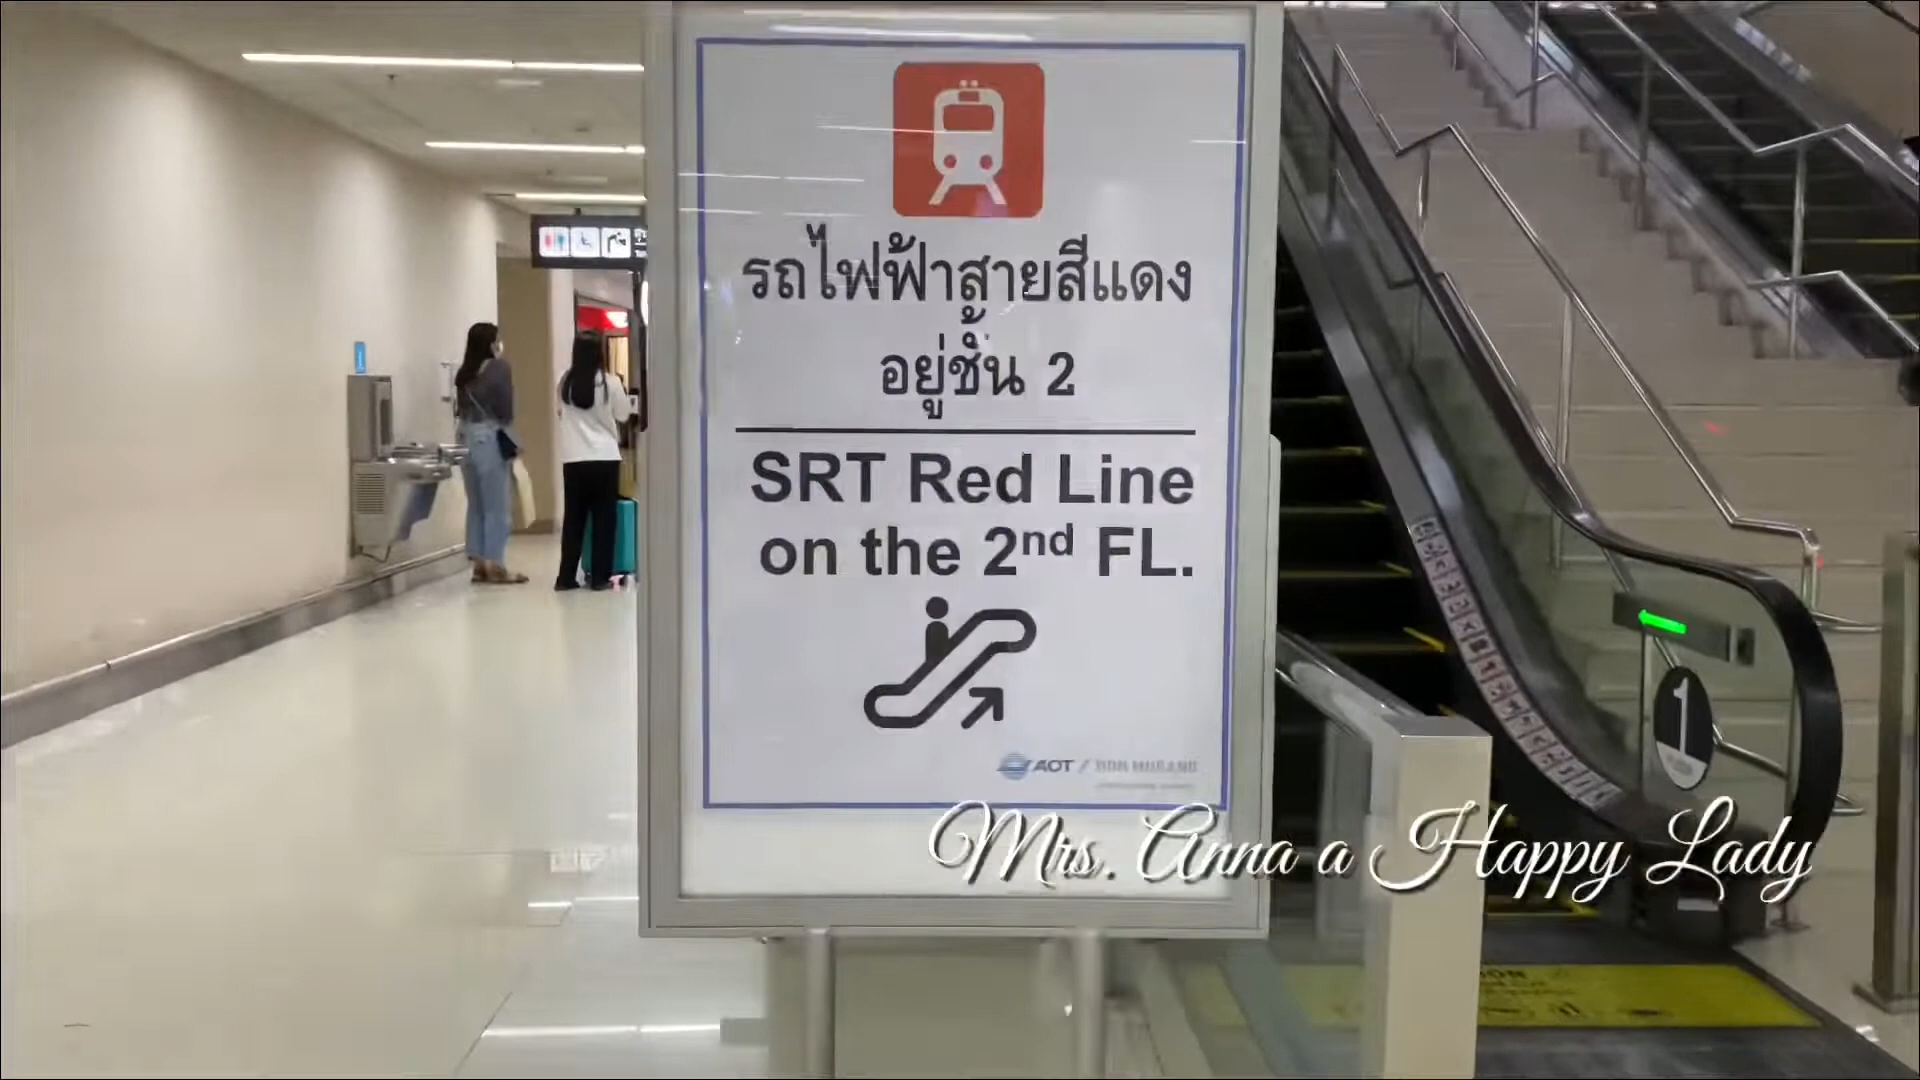 รถไฟฟ้าสายสีแดง
อยู่ชั้น 2
SRT Red Line
on the 2nd FL.
AOT / DON MUEANG
1
Mrs. Anna a Happy Lady